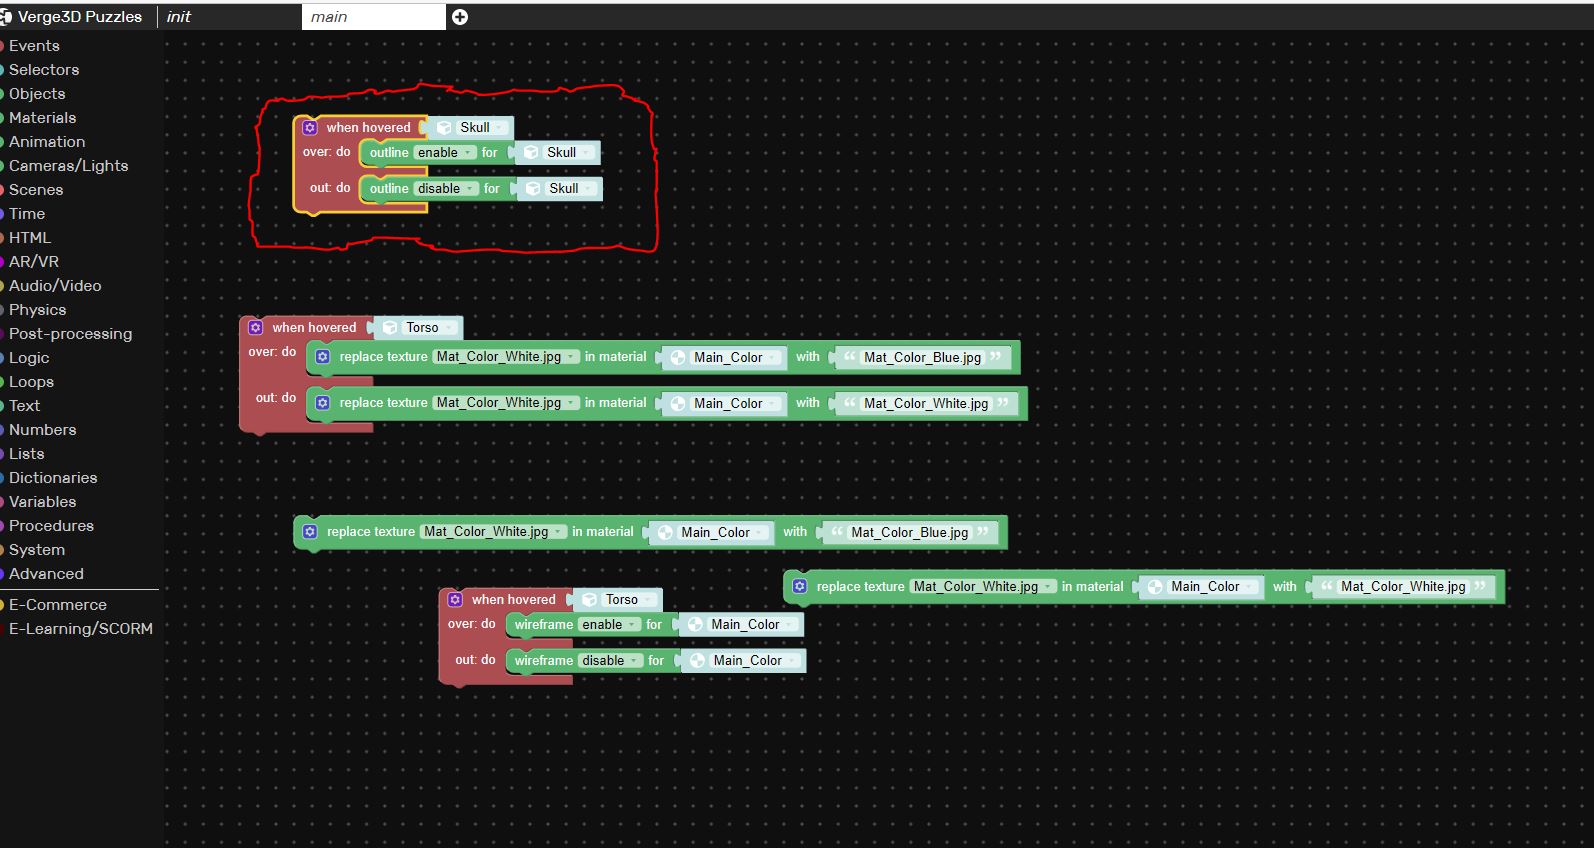 Verge3D Puzzles
init
main
Events
Selectors
Objects
Materials
Animation
Cameras/Lights
Scenes
Time
HTML
AR/VR
Audio/Video
Physics
Post-processing
Logic
Loops
Text
Numbers
Lists
Dictionaries
Variables
Procedures
System
Advanced
E-Commerce
E-Learning/SCORM
when hovered Skull
over: do outline enable for Skull
out: do outline disable for Skull
when hovered Torso
over: do replace texture Mat_Color_White.jpg in material Main_Color with “ Mat_Color_Blue.jpg ”
out: do replace texture Mat_Color_White.jpg in material Main_Color with “ Mat_Color_White.jpg ”
replace texture Mat_Color_White.jpg in material Main_Color with “ Mat_Color_Blue.jpg ”
replace texture Mat_Color_White.jpg in material Main_Color with “ Mat_Color_White.jpg ”
when hovered Torso
over: do wireframe enable for Main_Color
out: do wireframe disable for Main_Color